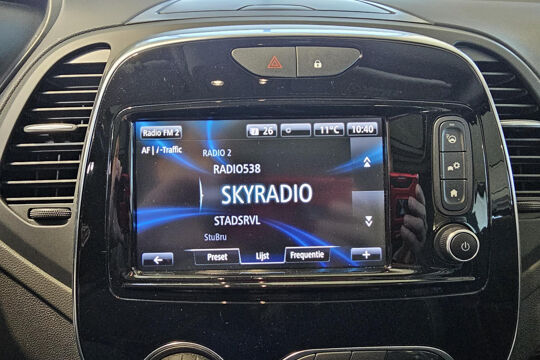 Radio FM 2 26 11°C 10:40
AF | i -Traffic
RADIO 2
RADIO538
SKYRADIO
STADSRVL
StuBru
Preset Lijst Frequentie